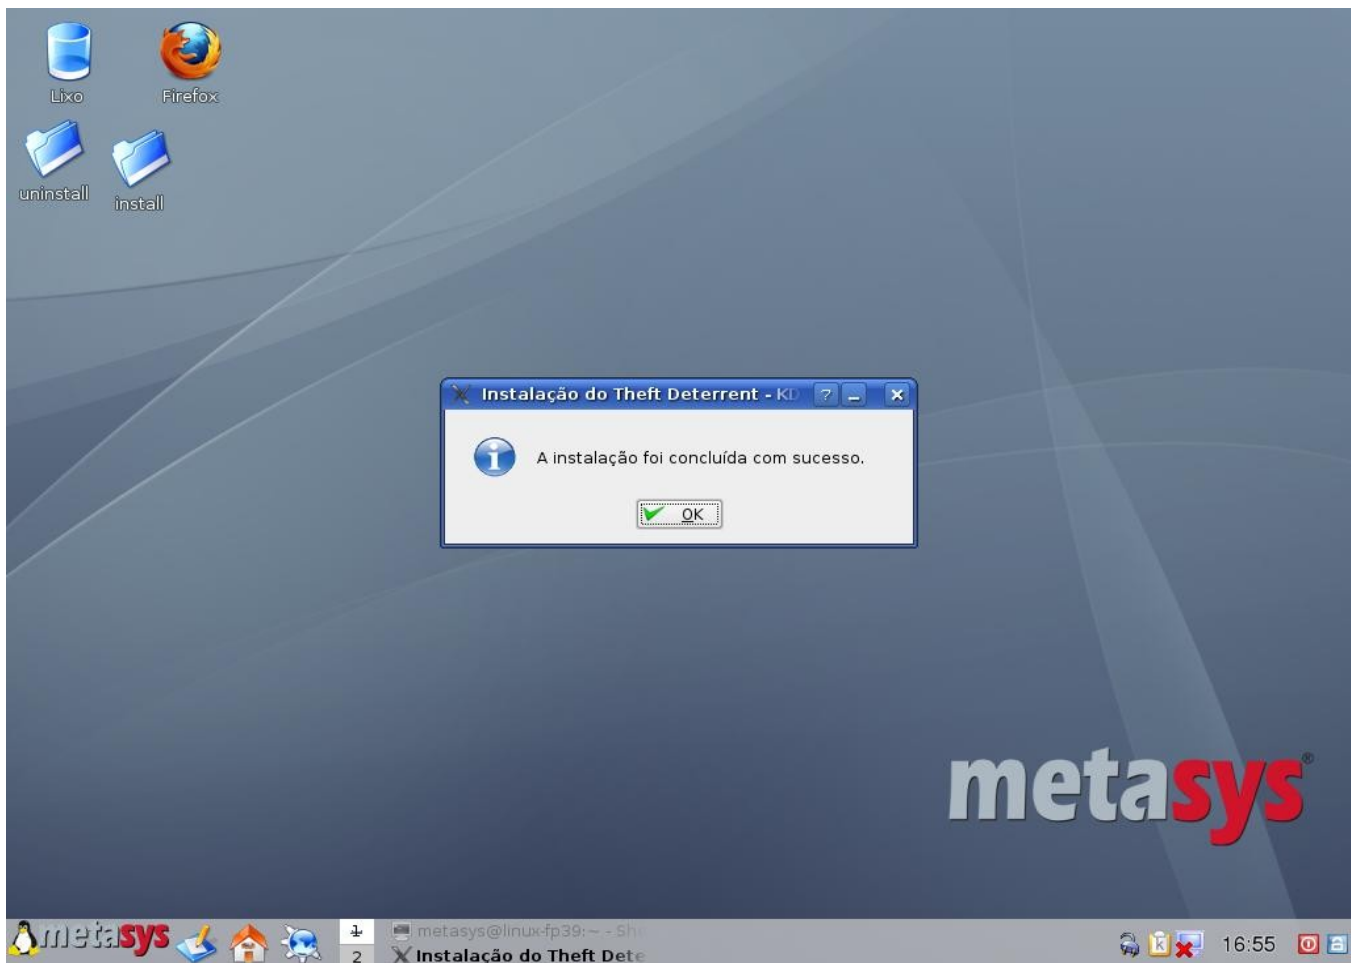 Lixo
Firefox
uninstall
install
Instalação do Theft Deterrent - KD
A instalação foi concluída com sucesso.
OK
metasys®
metasys
1
2
metasys@linux-fp39:~ - Sh
Instalação do Theft Dete
16:55